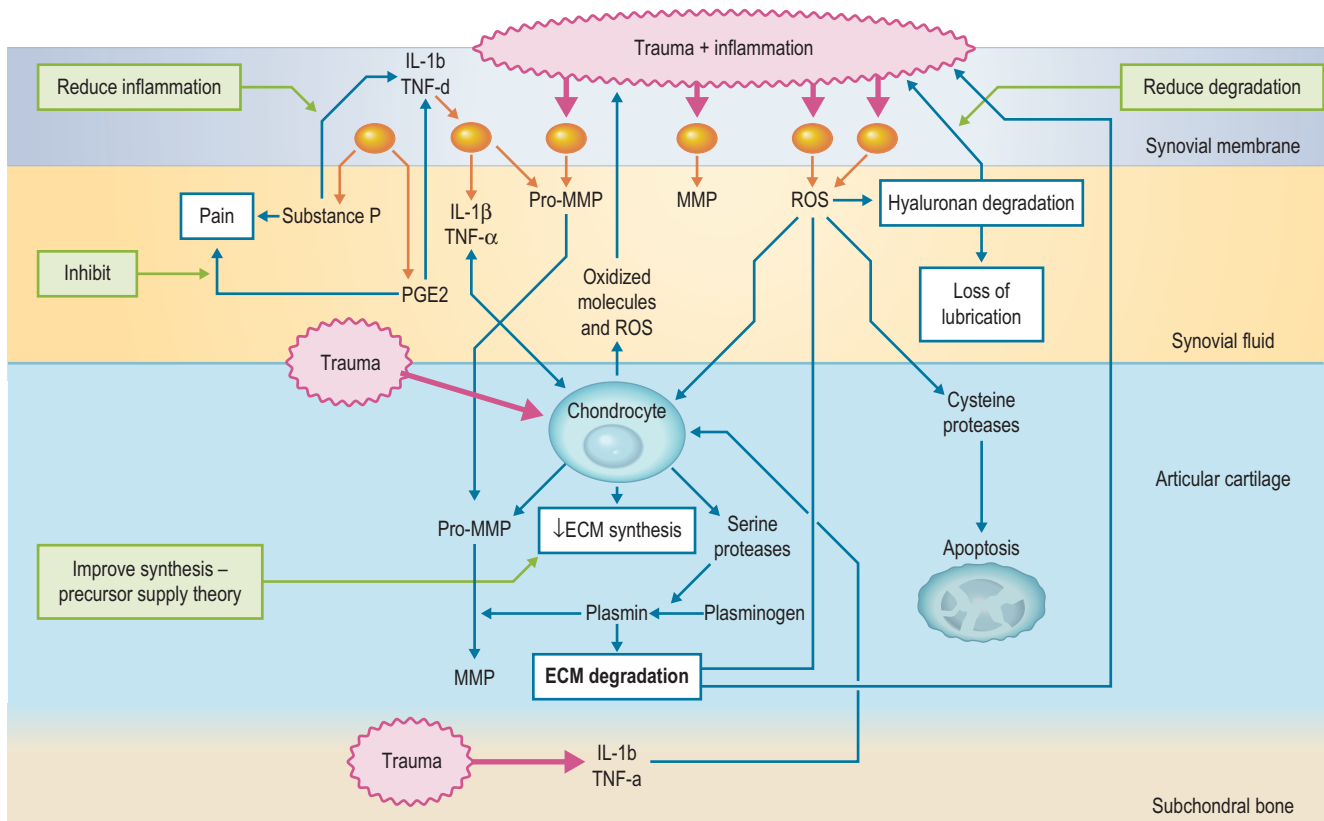 Trauma + inflammation
IL-1b
TNF-d
Reduce inflammation
Reduce degradation
Synovial membrane
Pain
Substance P
IL-1β
TNF-α
Pro-MMP
MMP
ROS
Hyaluronan degradation
Inhibit
PGE2
Oxidized
molecules
and ROS
Loss of
lubrication
Synovial fluid
Trauma
Chondrocyte
Cysteine
proteases
Articular cartilage
Pro-MMP
↓ECM synthesis
Serine
proteases
Apoptosis
Improve synthesis –
precursor supply theory
Plasmin
Plasminogen
MMP
ECM degradation
Trauma
IL-1b
TNF-a
Subchondral bone